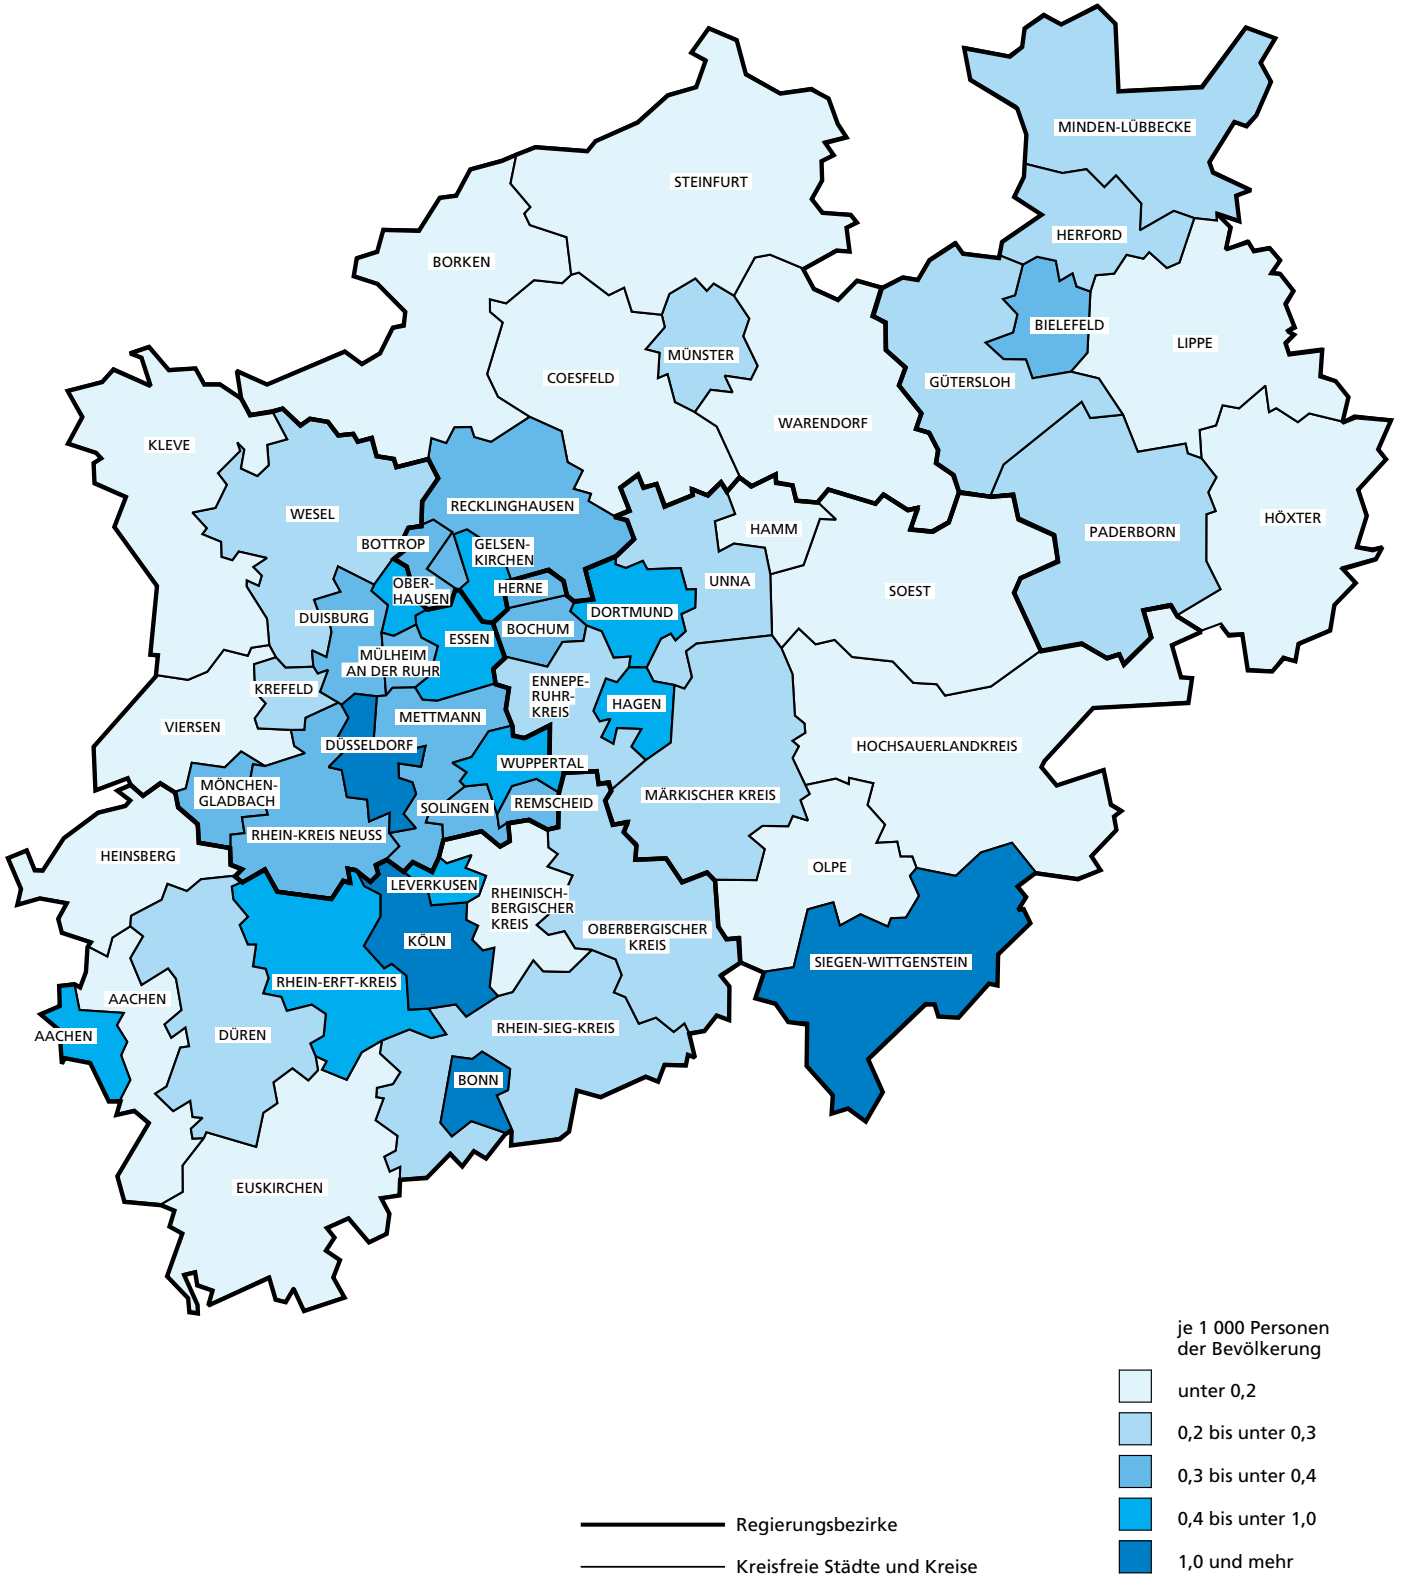 MINDEN-LÜBBECKE
STEINFURT
HERFORD
BORKEN
BIELEFELD
LIPPE
MÜNSTER
COESFELD
GÜTERSLOH
WARENDORF
KLEVE
RECKLINGHAUSEN
WESEL
HÖXTER
HAMM
PADERBORN
BOTTROP
GELSEN-
KIRCHEN
UNNA
OBER-
HAUSEN
HERNE
SOEST
DORTMUND
DUISBURG
BOCHUM
ESSEN
MÜLHEIM
AN DER RUHR
KREFELD
ENNEPE-
RUHR-
KREIS
HAGEN
METTMANN
VIERSEN
DÜSSELDORF
HOCHSAUERLANDKREIS
WUPPERTAL
MÖNCHEN-
GLADBACH
MÄRKISCHER KREIS
REMSCHEID
SOLINGEN
RHEIN-KREIS NEUSS
HEINSBERG
OLPE
LEVERKUSEN
RHEINISCH-
BERGISCHER
KREIS
OBERBERGISCHER
KREIS
KÖLN
SIEGEN-WITTGENSTEIN
RHEIN-ERFT-KREIS
AACHEN
RHEIN-SIEG-KREIS
AACHEN
DÜREN
BONN
EUSKIRCHEN
je 1 000 Personen
der Bevölkerung
unter 0,2
0,2 bis unter 0,3
0,3 bis unter 0,4
0,4 bis unter 1,0
1,0 und mehr
Regierungsbezirke
Kreisfreie Städte und Kreise